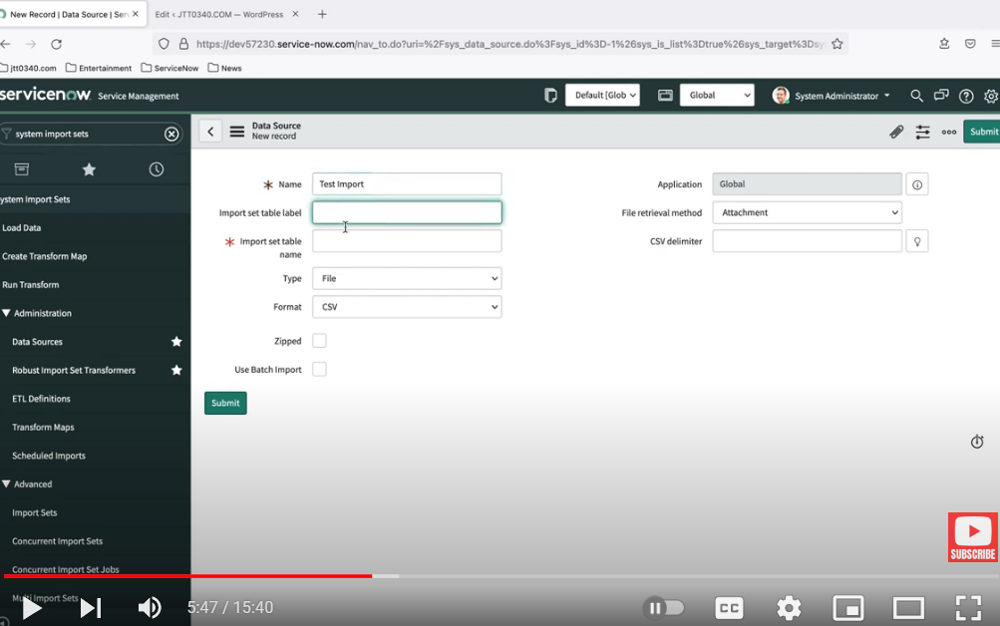 New Record | Data Source | Ser
Edit ‹ JTT0340.COM — WordPress
https://dev57230.service-now.com/nav_to.do?uri=%2Fsys_data_source.do%3Fsys_id%3D-1%26sys_is_list%3Dtrue%26sys_target%3Dsy
jtt0340.com
Entertainment
ServiceNow
News
servicenow
Service Management
Default [Glob
Global
System Administrator
system import sets
Data Source
New record
Submit
ystem Import Sets
Load Data
Create Transform Map
Run Transform
Administration
Data Sources
Robust Import Set Transformers
ETL Definitions
Transform Maps
Scheduled Imports
Advanced
Import Sets
Concurrent Import Sets
Concurrent Import Set Jobs
Multi Import Sets
Name
Test Import
Import set table label
Import set table
name
Type
File
Format
CSV
Zipped
Use Batch Import
Submit
Application
Global
File retrieval method
Attachment
CSV delimiter
SUBSCRIBE
5:47 / 15:40
CC